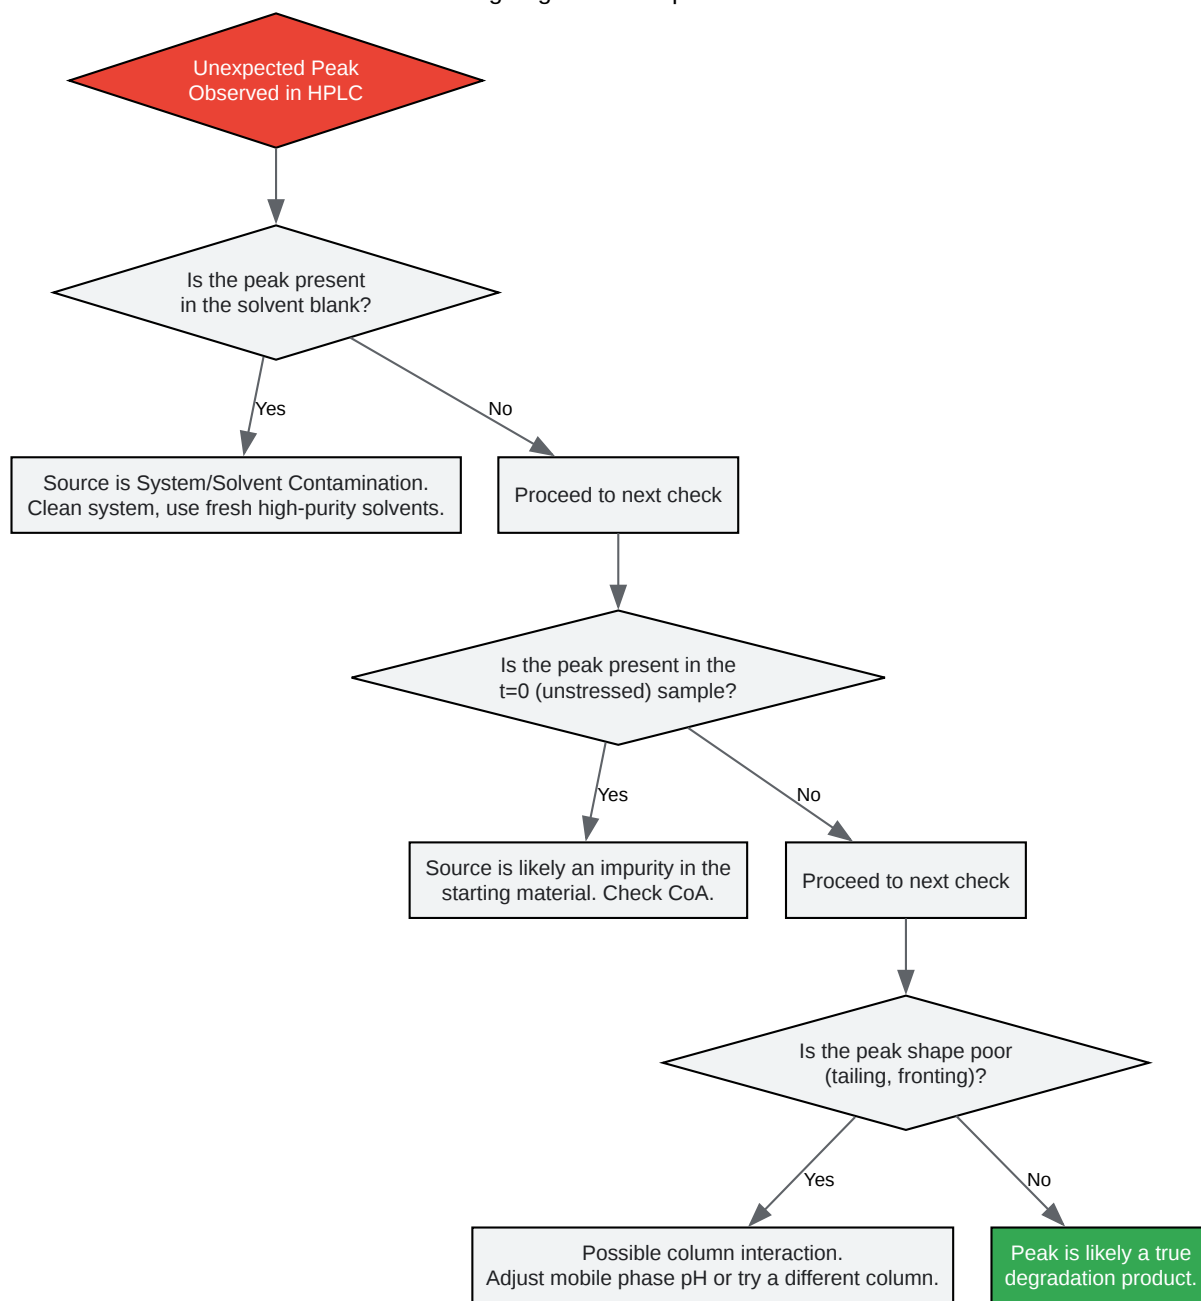 Unexpected Peak
Observed in HPLC
Is the peak present
in the solvent blank?
Yes
No
Source is System/Solvent Contamination.
Clean system, use fresh high-purity solvents.
Proceed to next check
Is the peak present in the
t=0 (unstressed) sample?
Yes
No
Source is likely an impurity in the
starting material. Check CoA.
Proceed to next check
Is the peak shape poor
(tailing, fronting)?
Yes
No
Possible column interaction.
Adjust mobile phase pH or try a different column.
Peak is likely a true
degradation product.